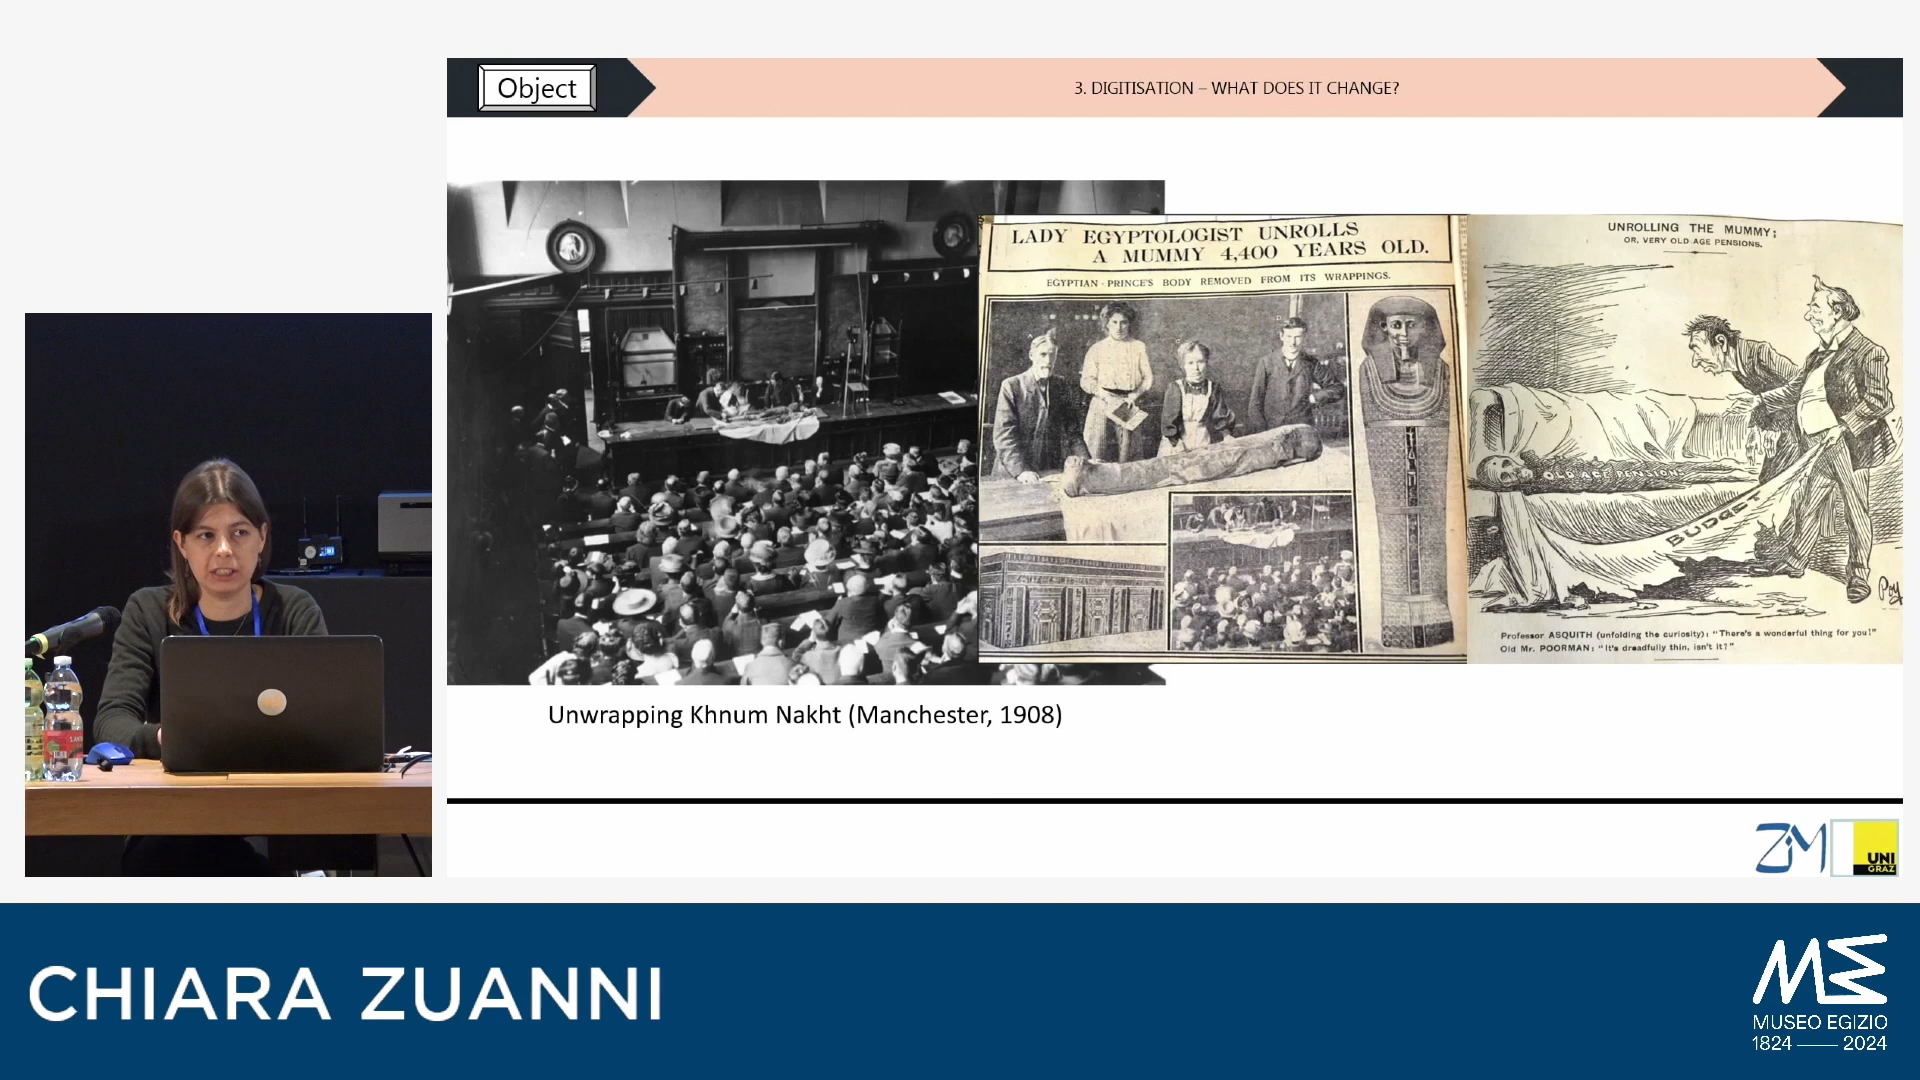 Object
3. DIGITISATION – WHAT DOES IT CHANGE?
LADY EGYPTOLOGIST UNROLLS
A MUMMY 4,400 YEARS OLD.
EGYPTIAN PRINCE'S BODY REMOVED FROM ITS WRAPPINGS.
UNROLLING THE MUMMY;
OR, VERY OLD AGE PENSIONS.
OLD AGE PENSION
BUDGET
Poy
Professor ASQUITH (unfolding the curiosity): "There's a wonderful thing for you!"
Old Mr. POORMAN: "It's dreadfully thin, isn't it?"
Unwrapping Khnum Nakht (Manchester, 1908)
ZIM
UNI
GRAZ
CHIARA ZUANNI
ME
MUSEO EGIZIO
1824 — 2024